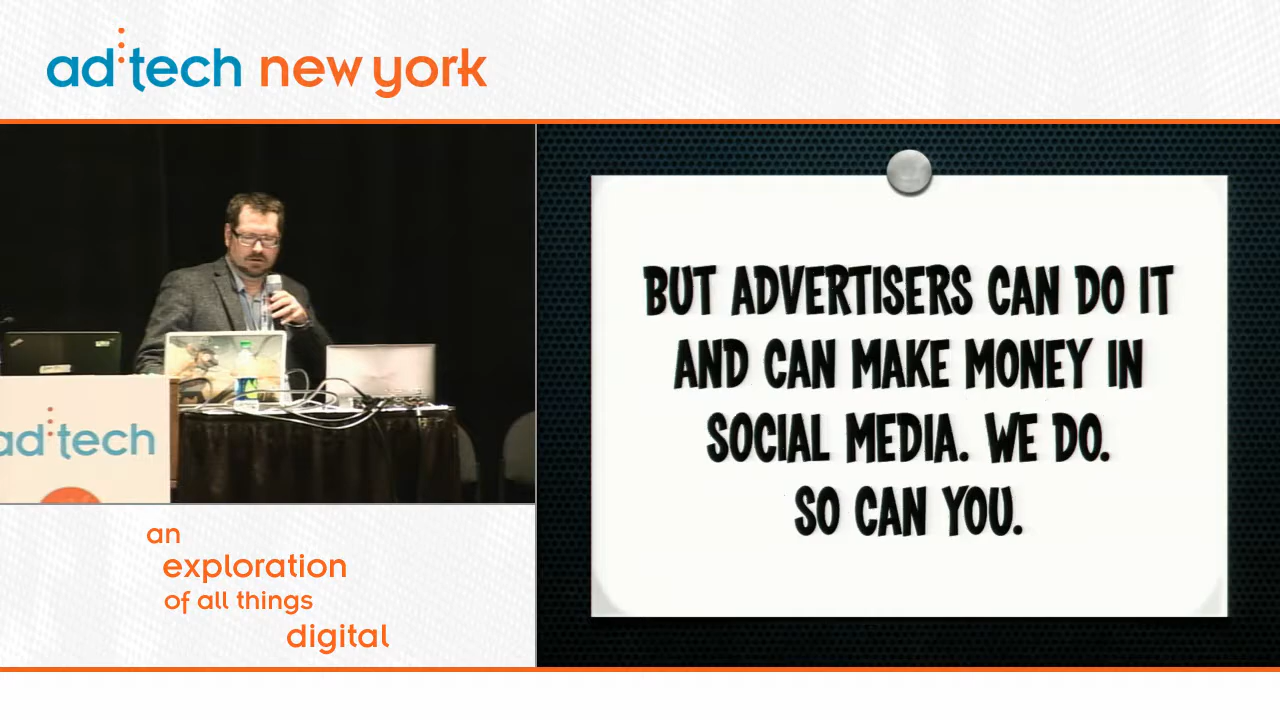 ad:tech new york
BUT ADVERTISERS CAN DO IT
AND CAN MAKE MONEY IN
SOCIAL MEDIA. WE DO.
SO CAN YOU.
ad:tech
an
exploration
of all things
digital